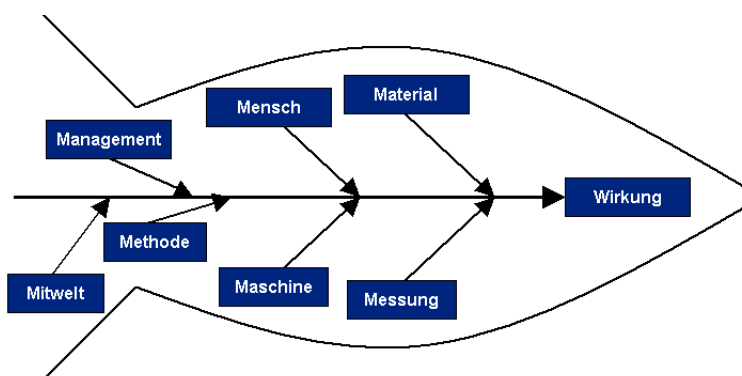 Material
Mensch
Management
Wirkung
Methode
Maschine
Mitwelt
Messung